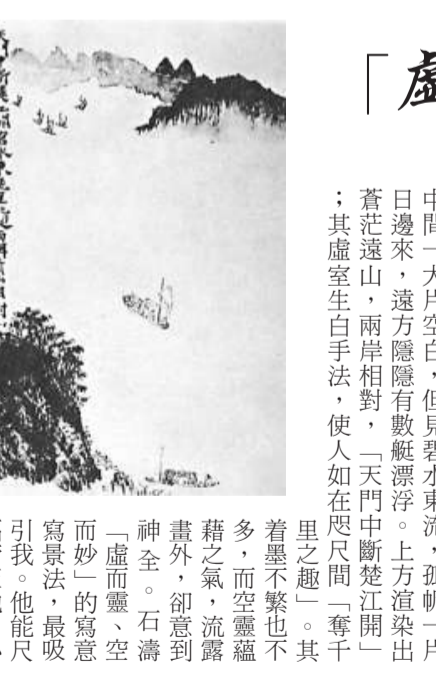 「虛
中間一大片空白,但見碧水東流,孤帆一片
日邊來,遠方隱隱有數艇漂浮。上方渲染出
蒼茫遠山,兩岸相對,「天門中斷楚江開」
;其虛室生白手法,使人如在咫尺間「奪千
里之趣」。其
着墨不繁也不
多,而空靈蘊
藉之氣,流露
畫外,卻意到
神全。石濤
「虛而靈、空
而妙」的寫意
寫景法,最吸
引我。他能尺